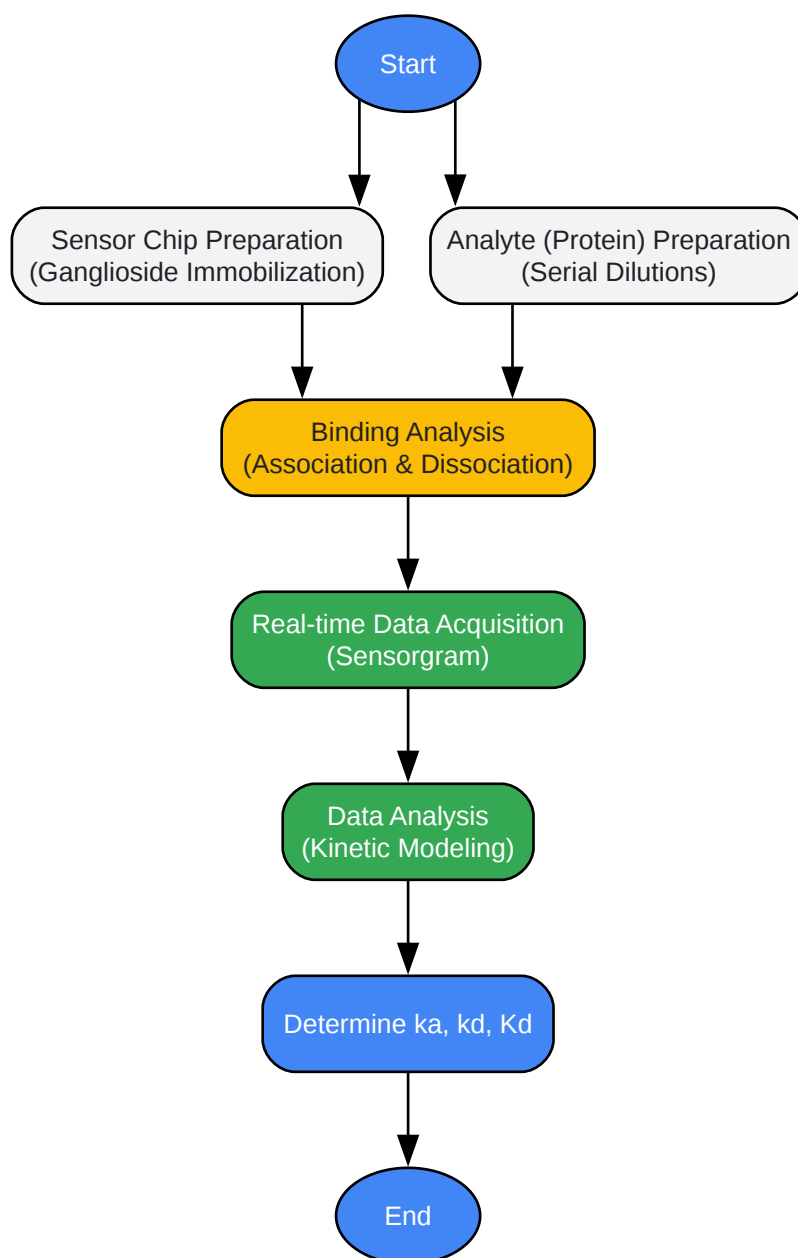 Start
Sensor Chip Preparation
(Ganglioside Immobilization)
Analyte (Protein) Preparation
(Serial Dilutions)
Binding Analysis
(Association & Dissociation)
Real-time Data Acquisition
(Sensorgram)
Data Analysis
(Kinetic Modeling)
Determine ka, kd, Kd
End